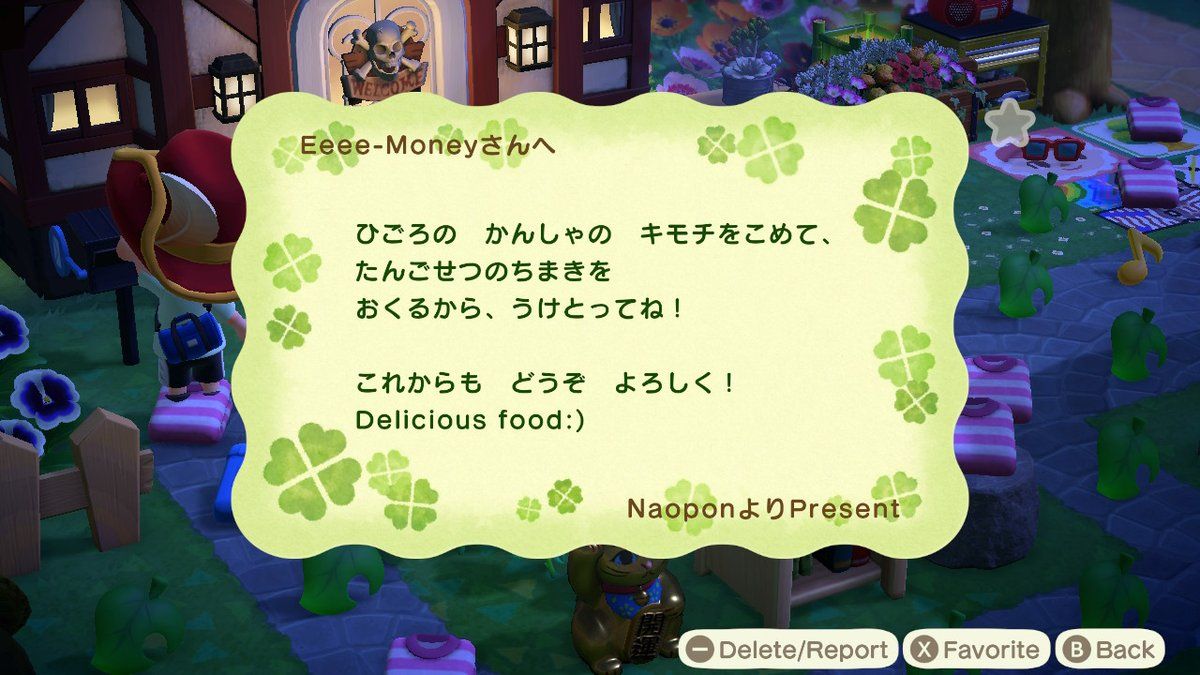 WELCOME
Eeee-Moneyさんへ
ひごろの　かんしゃの　キモチをこめて、
たんごせつのちまきを
おくるから、うけとってね！
これからも　どうぞ　よろしく！
Delicious food:)
NaoponよりPresent
開運
Delete/Report
X Favorite
B Back